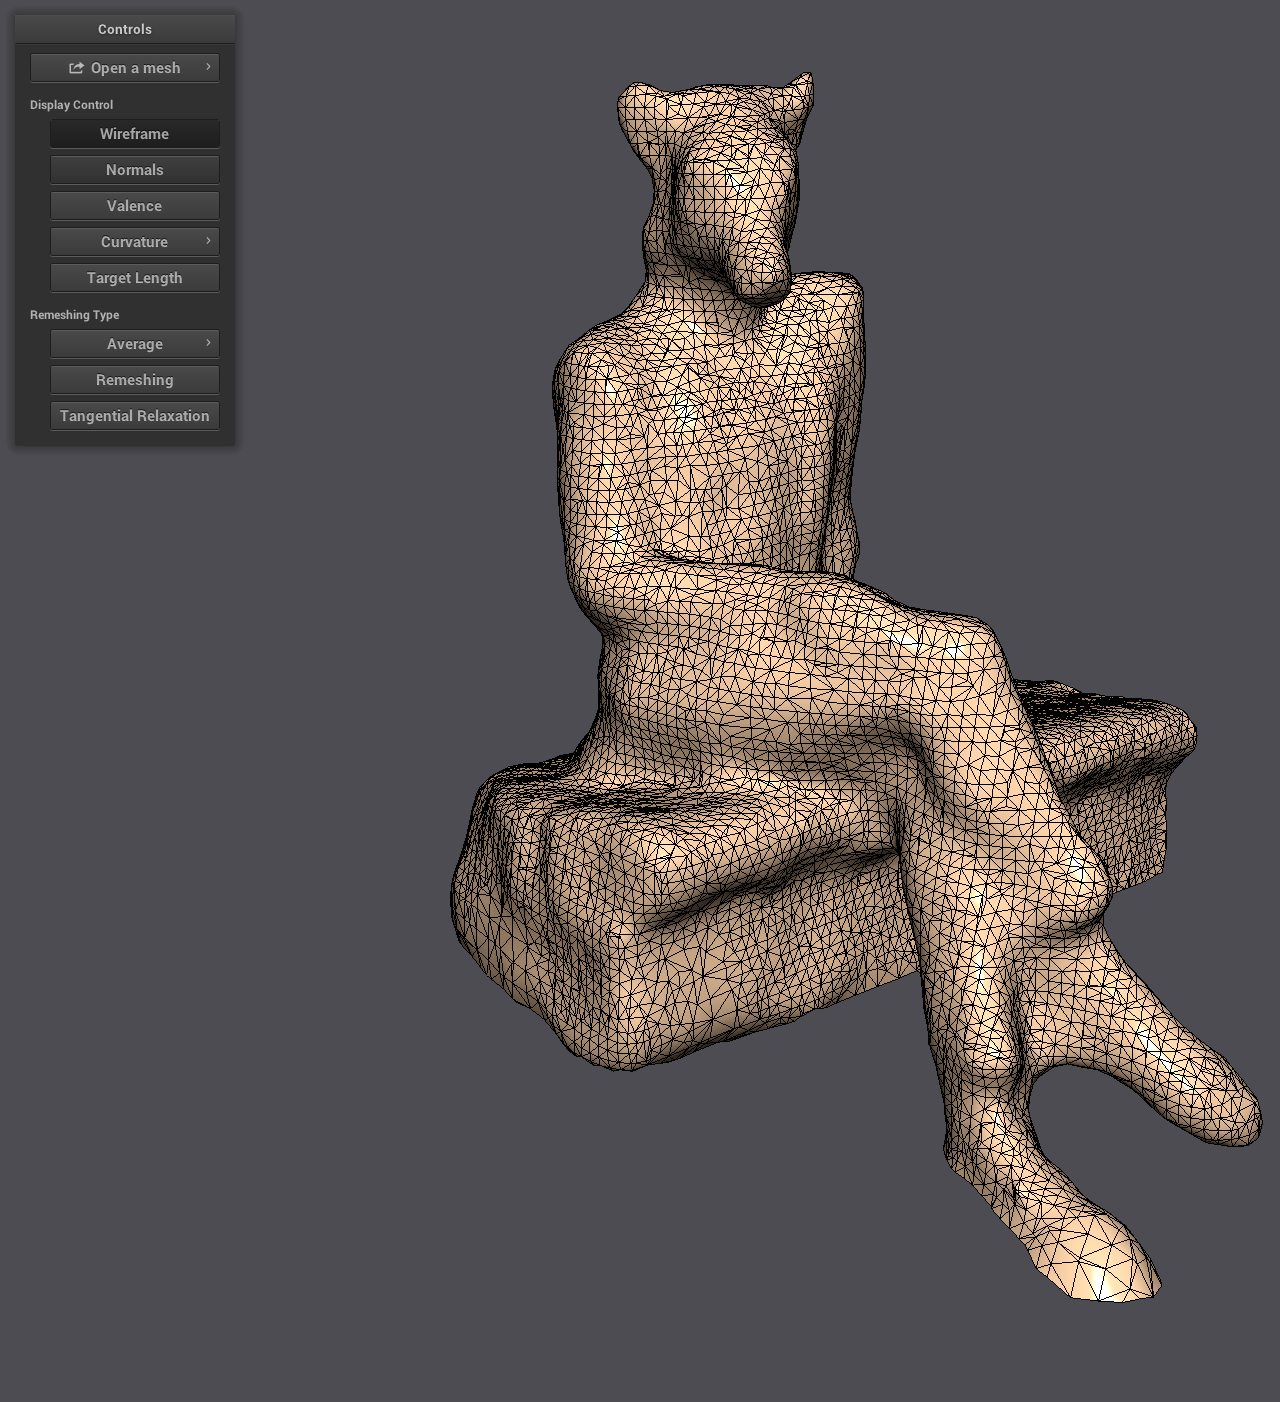 Controls
Open a mesh
Display Control
Wireframe
Normals
Valence
Curvature
Target Length
Remeshing Type
Average
Remeshing
Tangential Relaxation